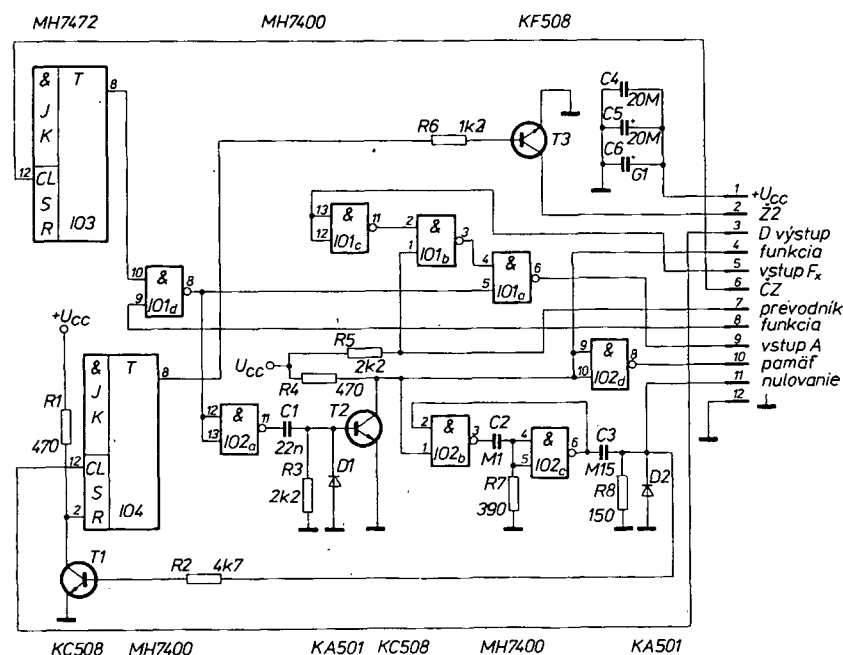 MH7472 MH7400 KF508
& T 8
J
K
12 CL
S
R IO3
R6 1k2
T3
C4
20M
C5
20M
C6
G1
1 +Ucc
2 Ž2
3 D výstup
4 funkcia
5 vstup Fx
6 ČZ
7 prevodník
8 funkcia
9 vstup A
10 pamäť
11 nulovanie
12
13 & 11
12 IO1c
2 & 3
1 IO1b
4 & 6
5 IO1a
10 & 8
9 IO1d
+Ucc
R1
470
& T 8
J
K
12 CL
S
2 R IO4
Ucc
R5
2k2
R4 470
9 & 8
10 IO2d
12 & 11
13 IO2a
C1
22n
T2
R3
2k2
D1
2 & 3
1 IO2b
C2
M1
4 &
5 6
IO2c
C3
M15
R7
390
R8
150
D2
T1
R2 4k7
KC508 MH7400 KA501 KC508 MH7400 KA501